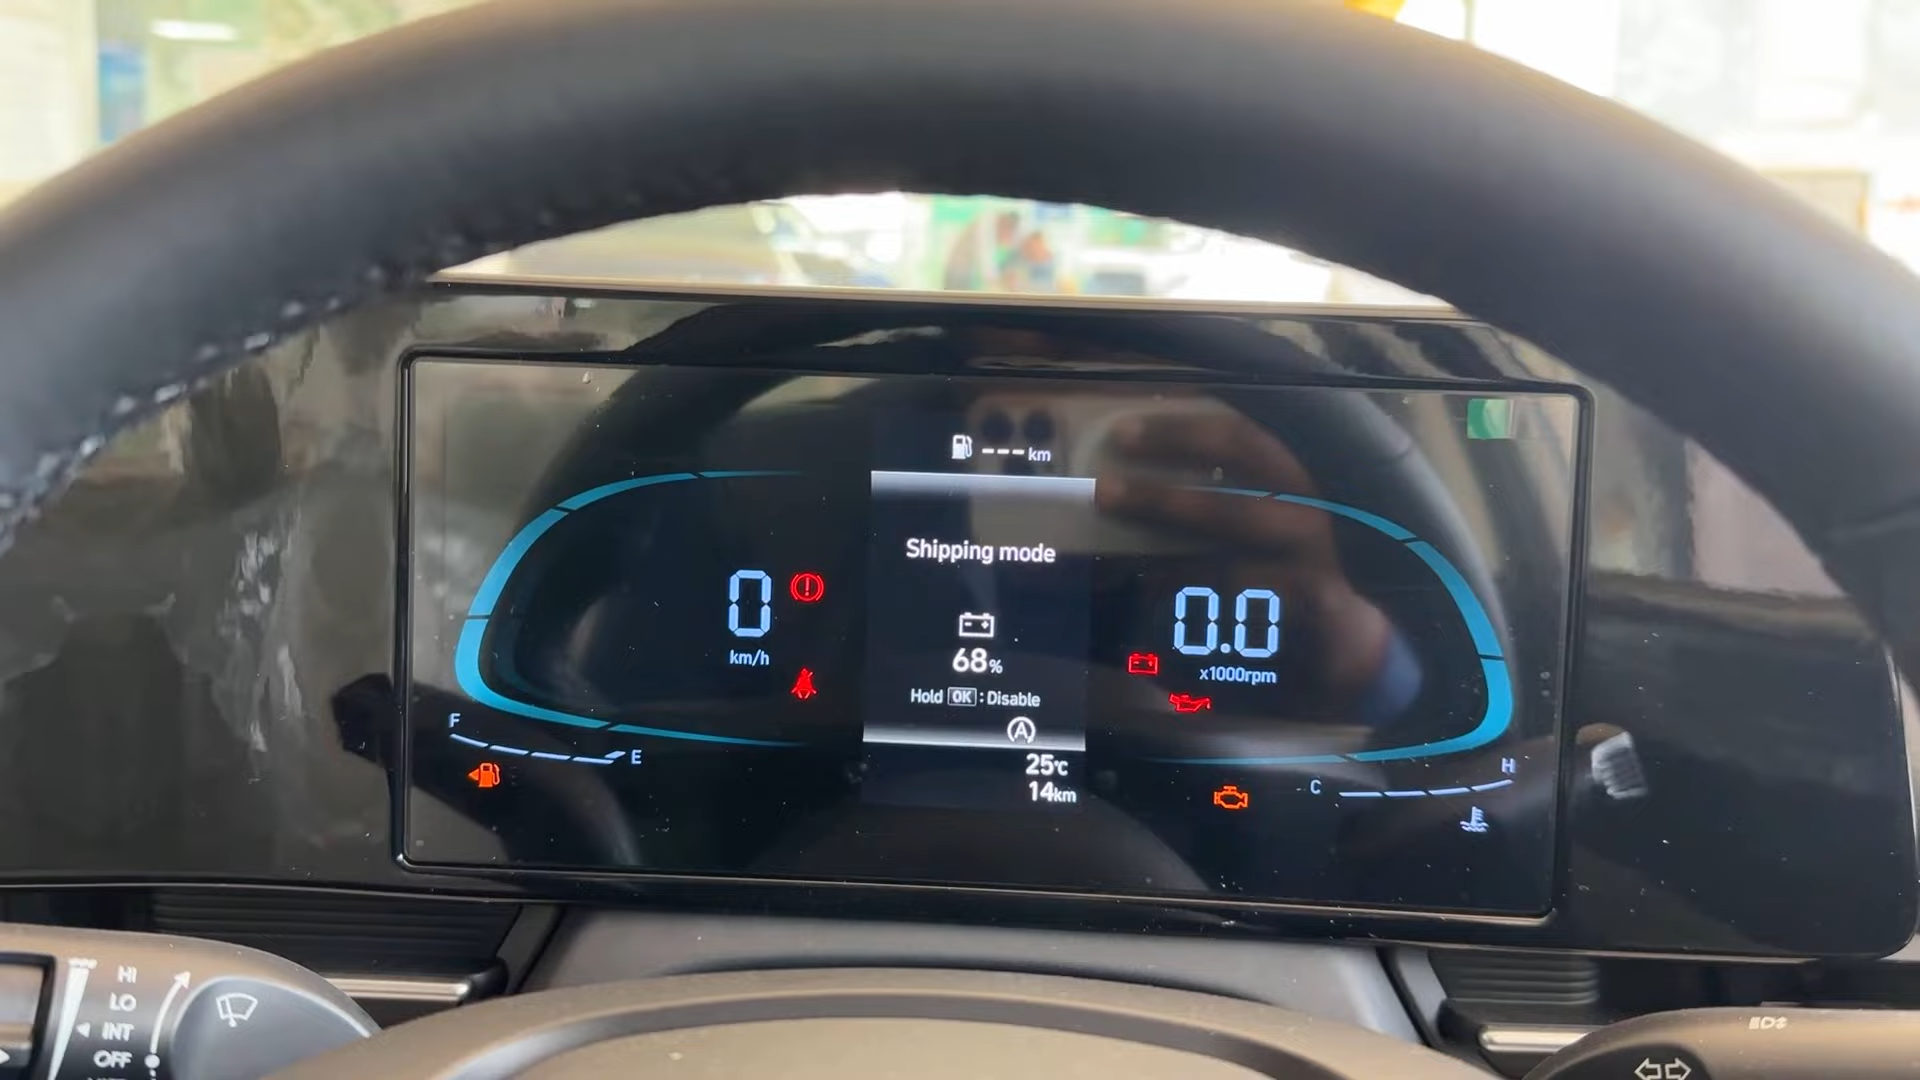 ---km
Shipping mode
0
km/h
68%
Hold OK : Disable
A
25℃
14km
0.0
x1000rpm
F
E
C
H
HI
LO
INT
OFF